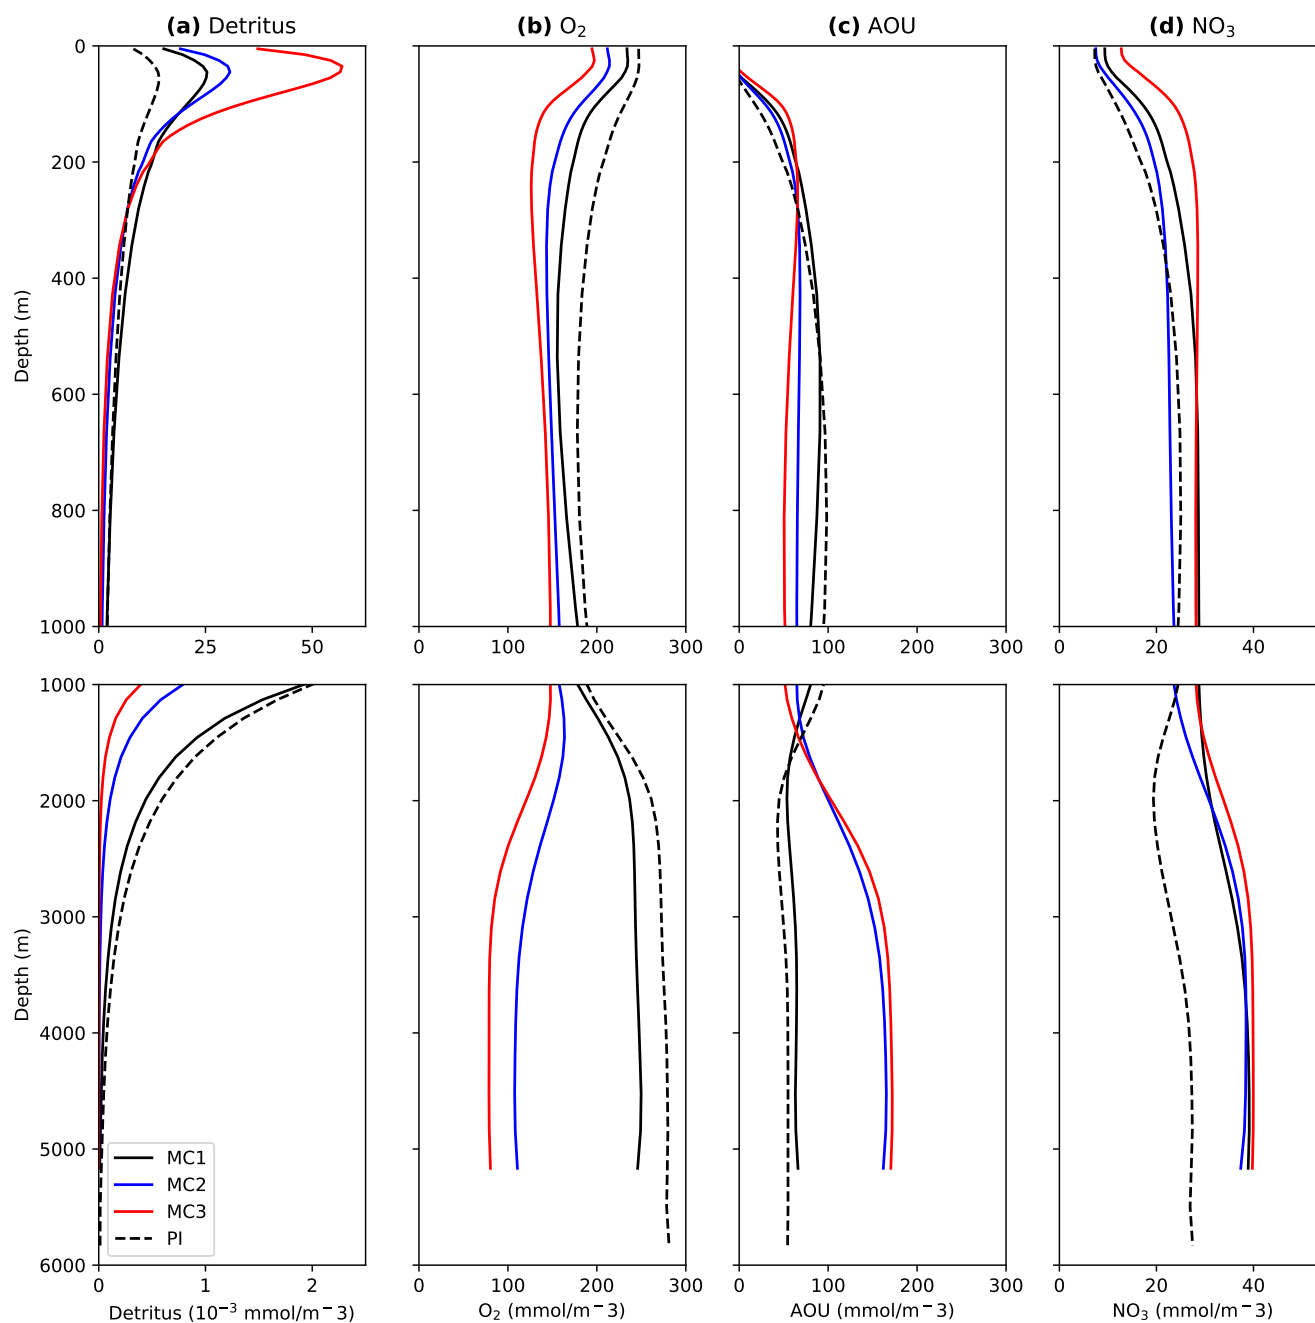 (a) Detritus
(b) O₂
(c) AOU
(d) NO₃
0
200
400
600
800
1000
Depth (m)
0 25 50
0 100 200 300
0 100 200 300
0 20 40
1000
2000
3000
4000
5000
6000
Depth (m)
MC1
MC2
MC3
PI
0 1 2
0 100 200 300
0 100 200 300
0 20 40
Detritus (10⁻³ mmol/m⁻3)
O₂ (mmol/m⁻3)
AOU (mmol/m⁻3)
NO₃ (mmol/m⁻3)